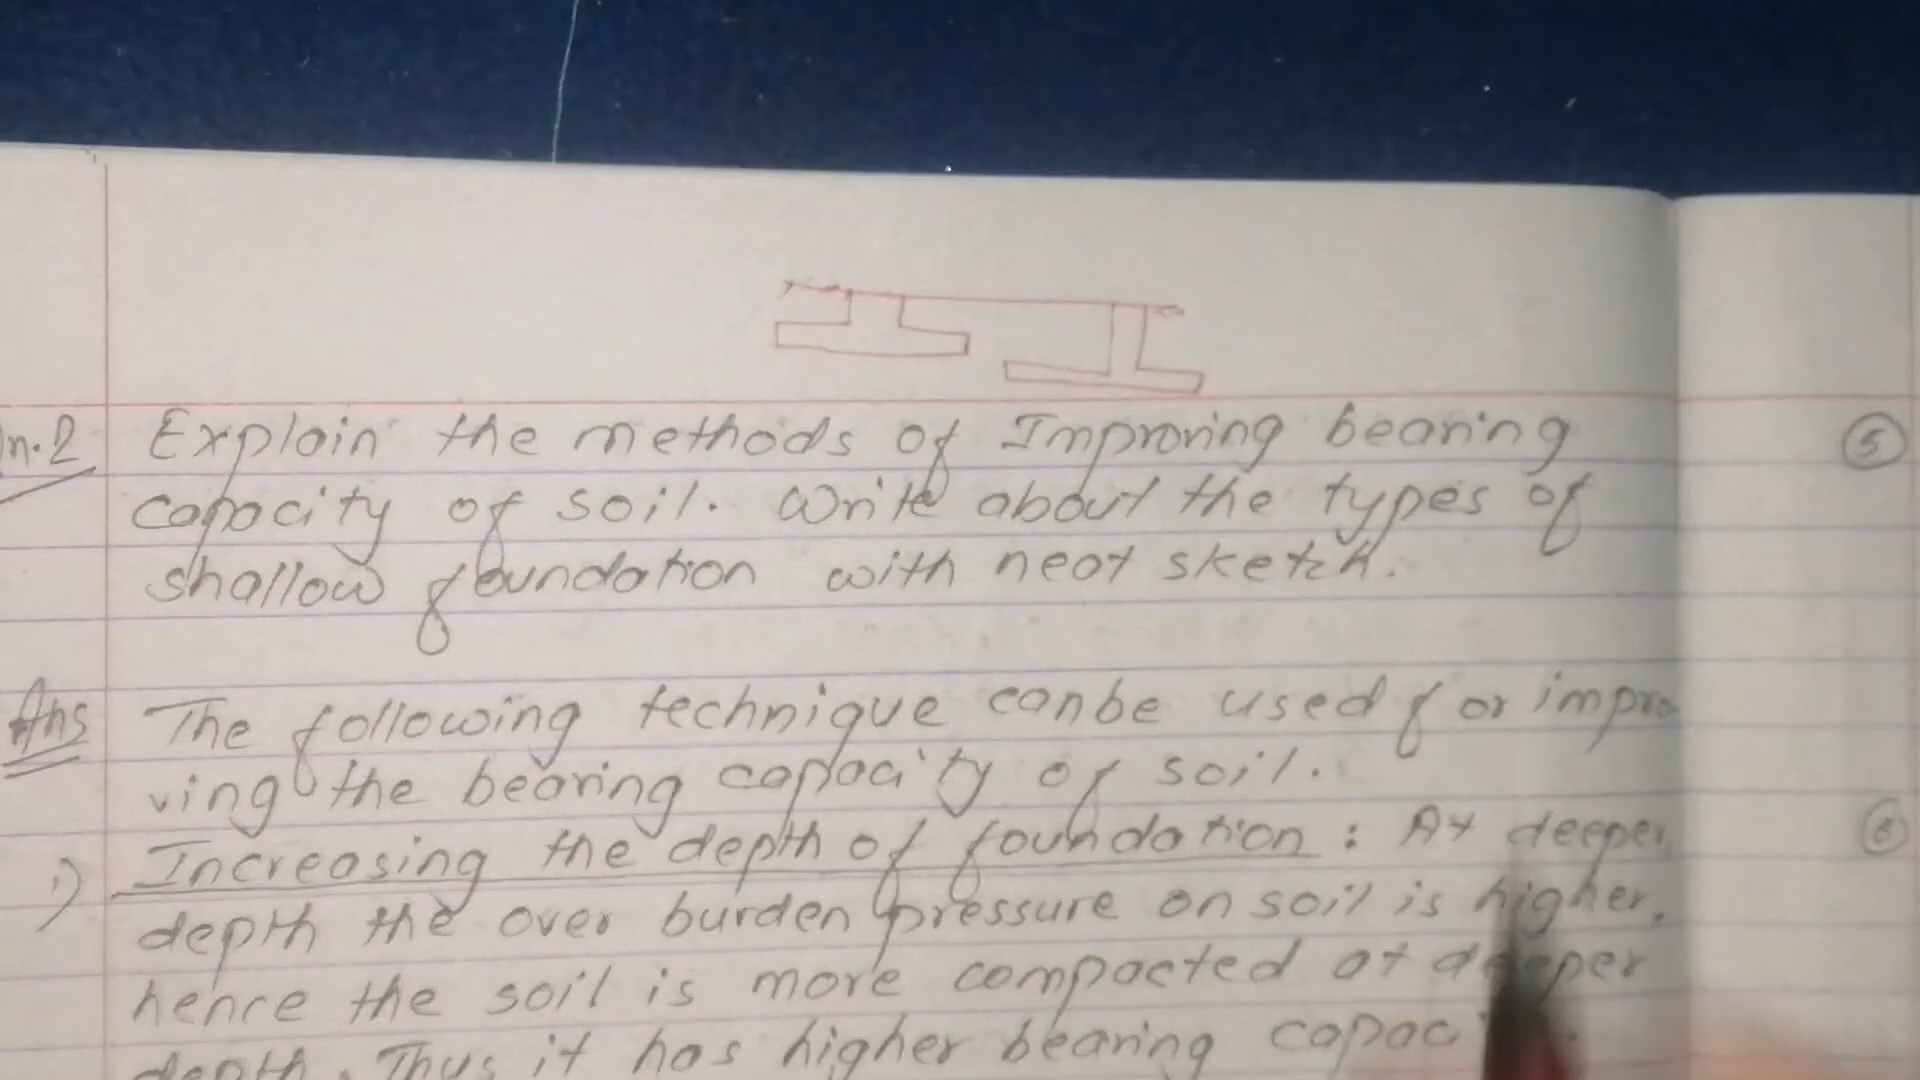 n.2 Explain the methods of Improving bearing
capacity of soil. Write about the types of
shallow foundation with neat sketch.
Ans The following technique canbe used for impro
ving the bearing capacity of soil.
i) Increasing the depth of foundation : At deeper
depth the over burden pressure on soil is higher.
hence the soil is more compacted at deeper
depth. Thus it has higher bearing capac
5
6